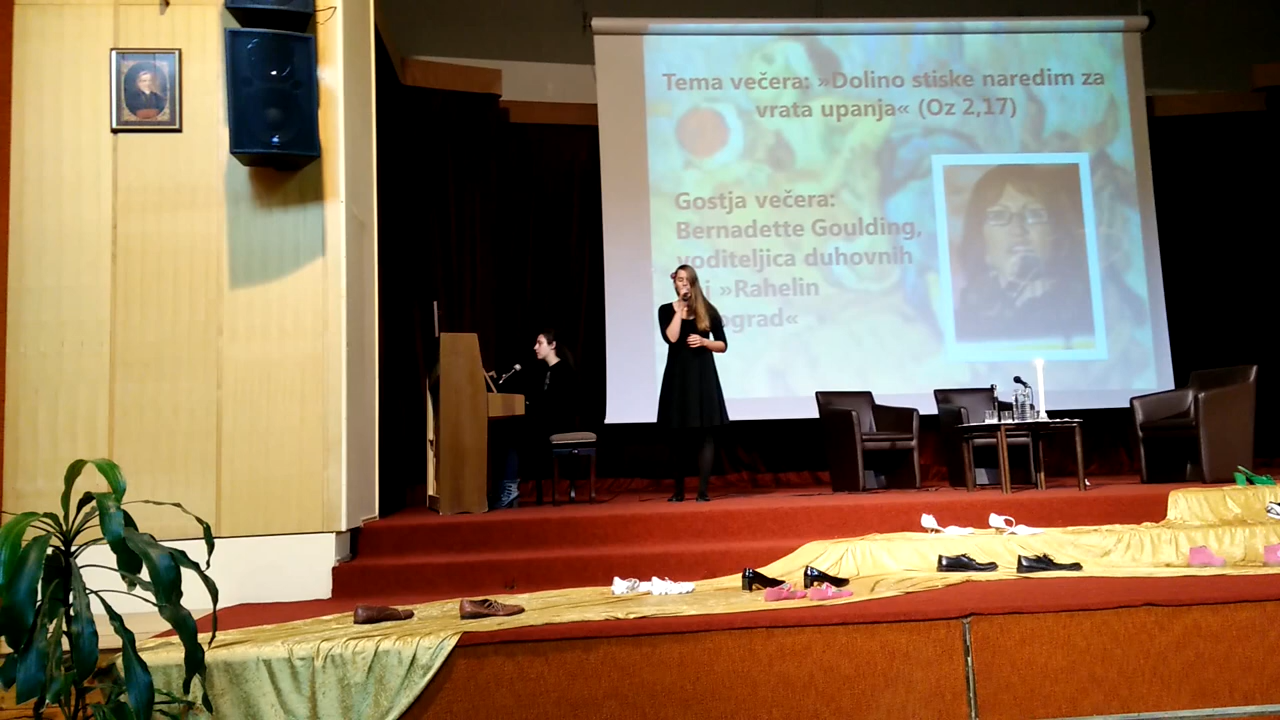 Tema večera: »Dolino stiske naredim za
vrata upanja« (Oz 2,17)
Gostja večera:
Bernadette Goulding,
voditeljica duhovnih
»Rahelin